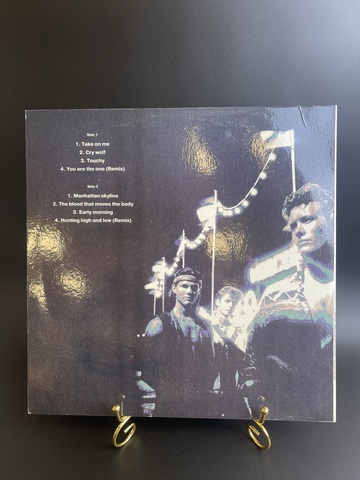 Side 1
1. Take on me
2. Cry wolf
3. Touchy
4. You are the one (Remix)
Side 2
1. Manhattan skyline
2. The blood that moves the body
3. Early morning
4. Hunting high and low (Remix)